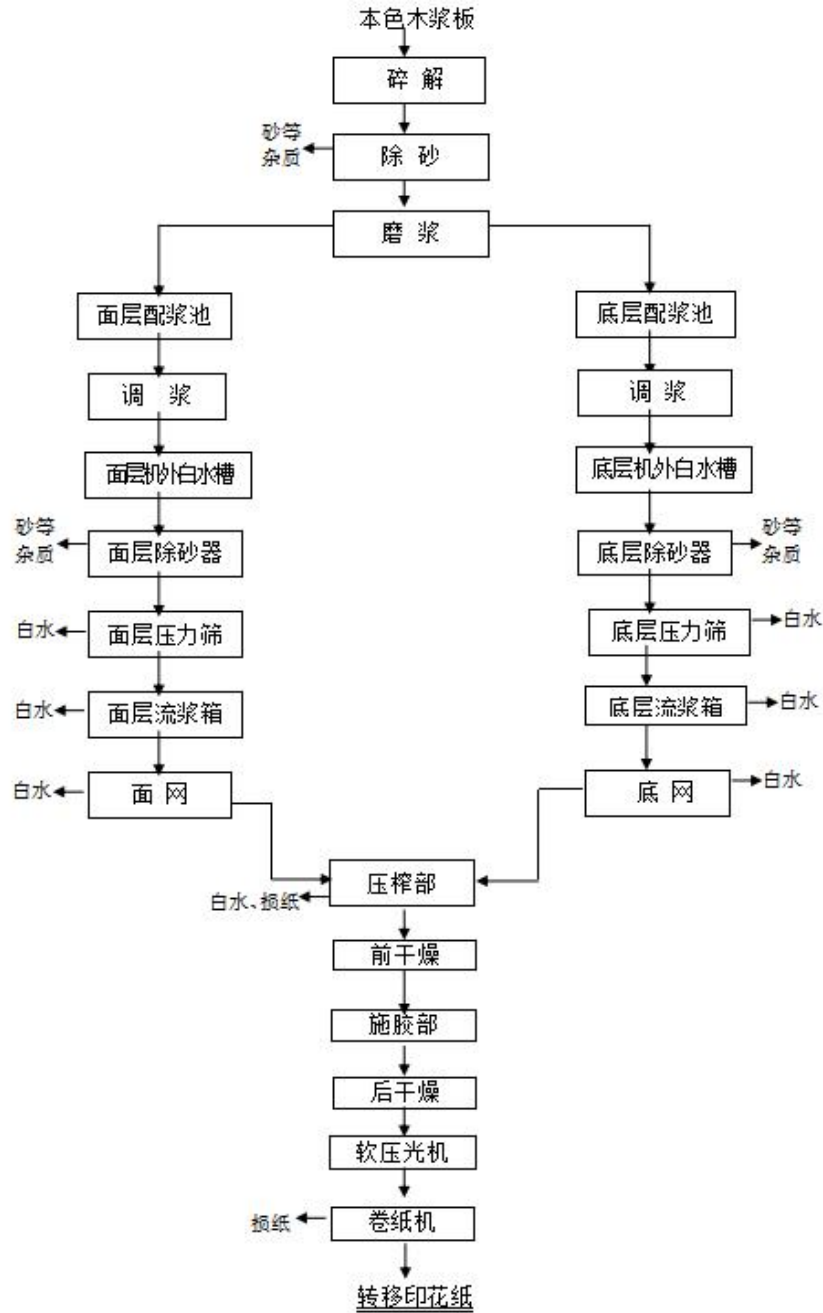 本色木浆板
碎 解
砂等
杂质
除 砂
磨 浆
面层配浆池
底层配浆池
调 浆
调 浆
面层机外白水槽
底层机外白水槽
砂等
杂质
面层除砂器
底层除砂器
砂等
杂质
白水
面层压力筛
底层压力筛
白水
白水
面层流浆箱
底层流浆箱
白水
白水
面 网
底 网
白水
压榨部
白水、损纸
前干燥
施胶部
后干燥
软压光机
损纸
卷纸机
转移印花纸